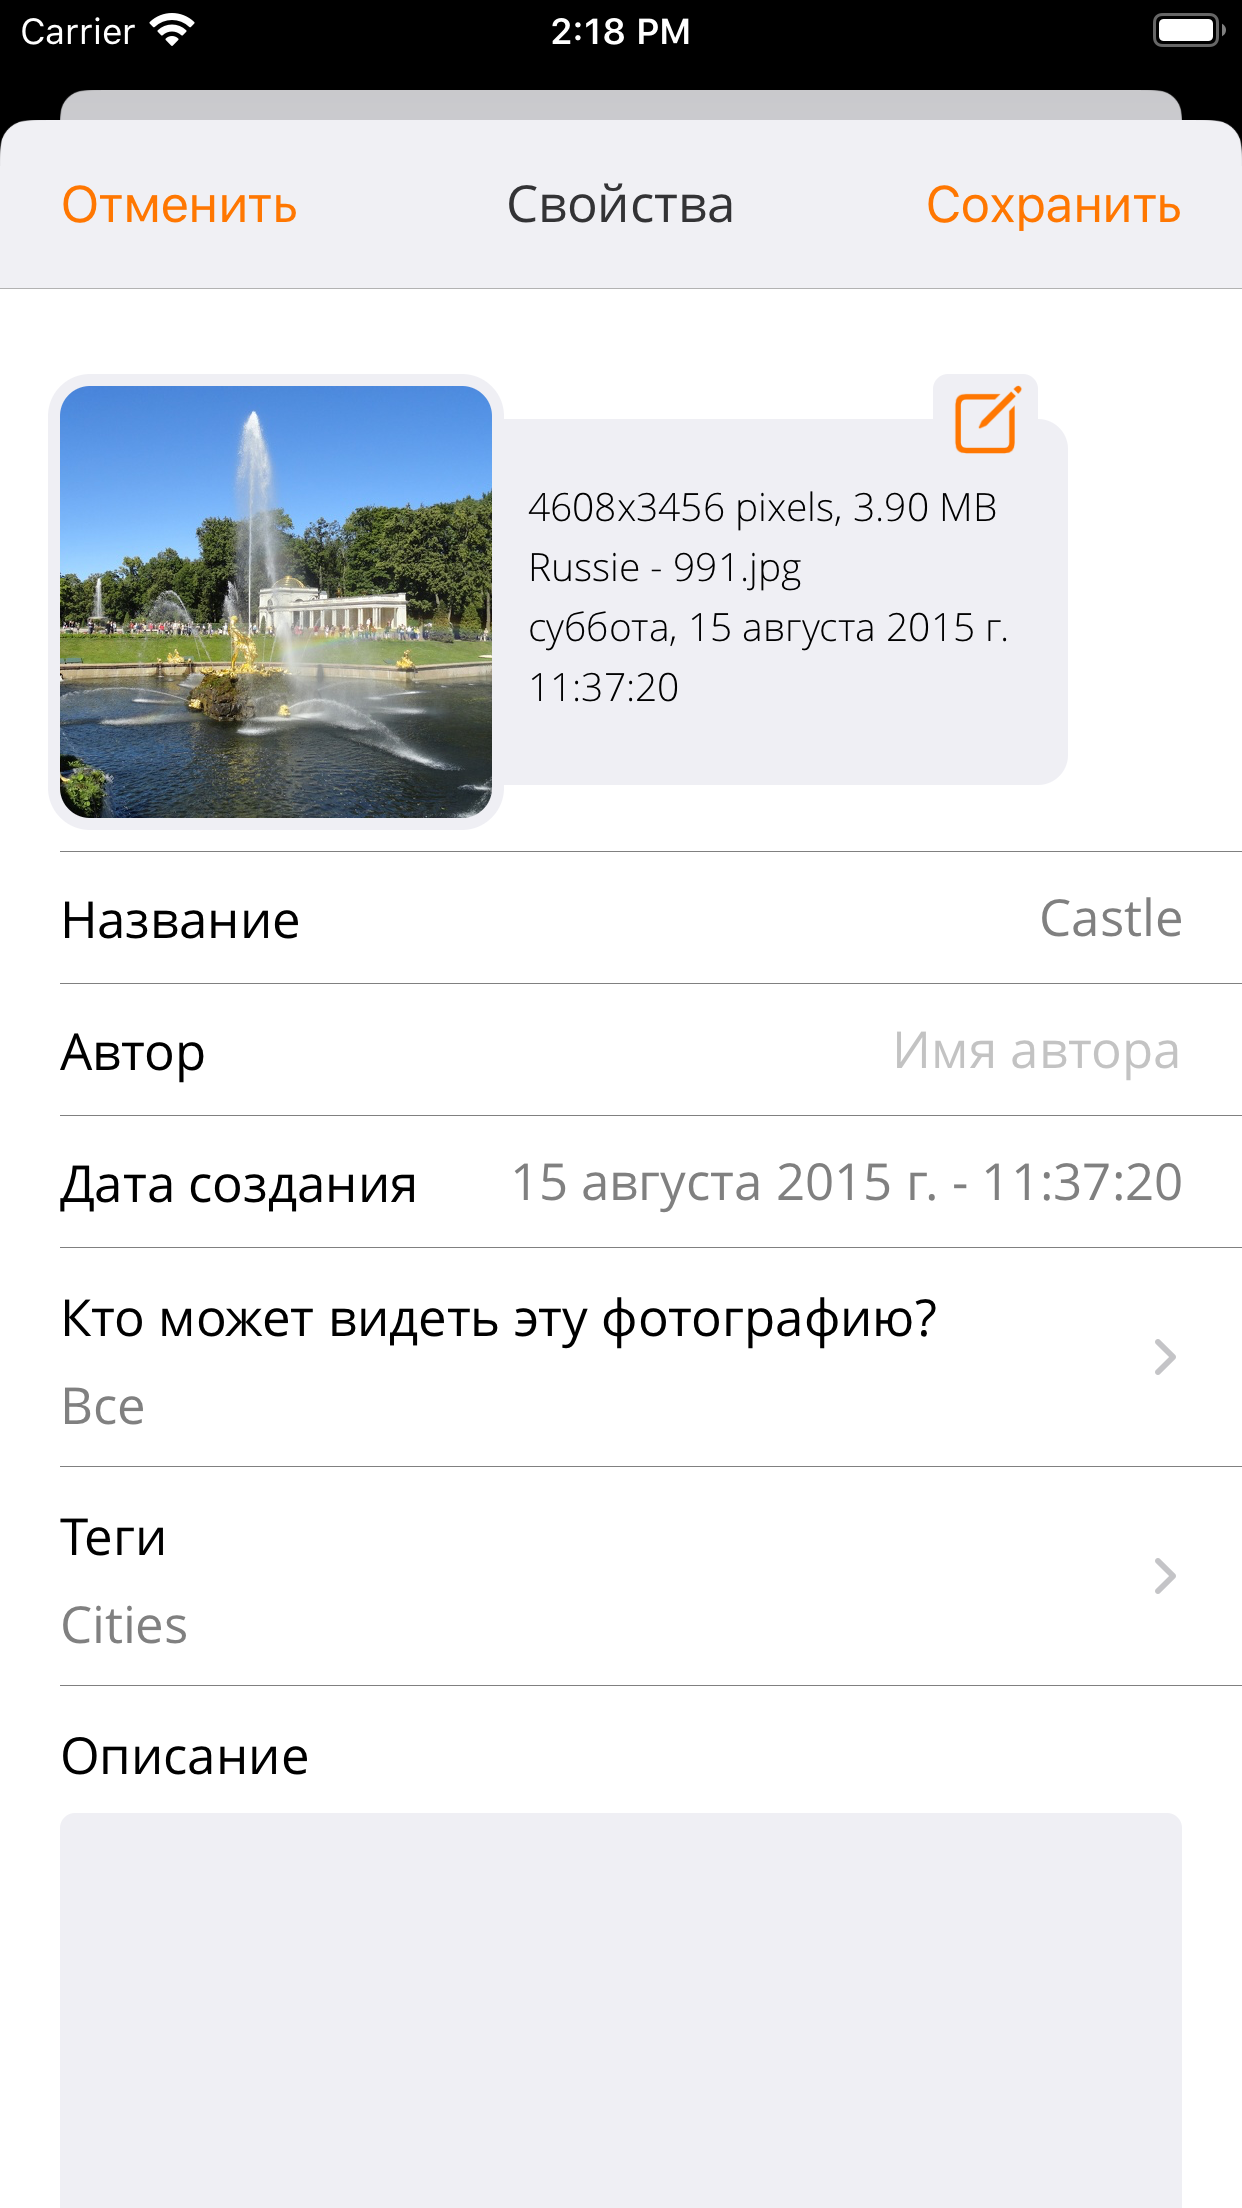 Carrier 2:18 PM
Отменить Свойства Сохранить
4608x3456 pixels, 3.90 MB
Russie - 991.jpg
суббота, 15 августа 2015 г.
11:37:20
Название Castle
Автор Имя автора
Дата создания 15 августа 2015 г. - 11:37:20
Кто может видеть эту фотографию?
Все
Теги
Cities
Описание